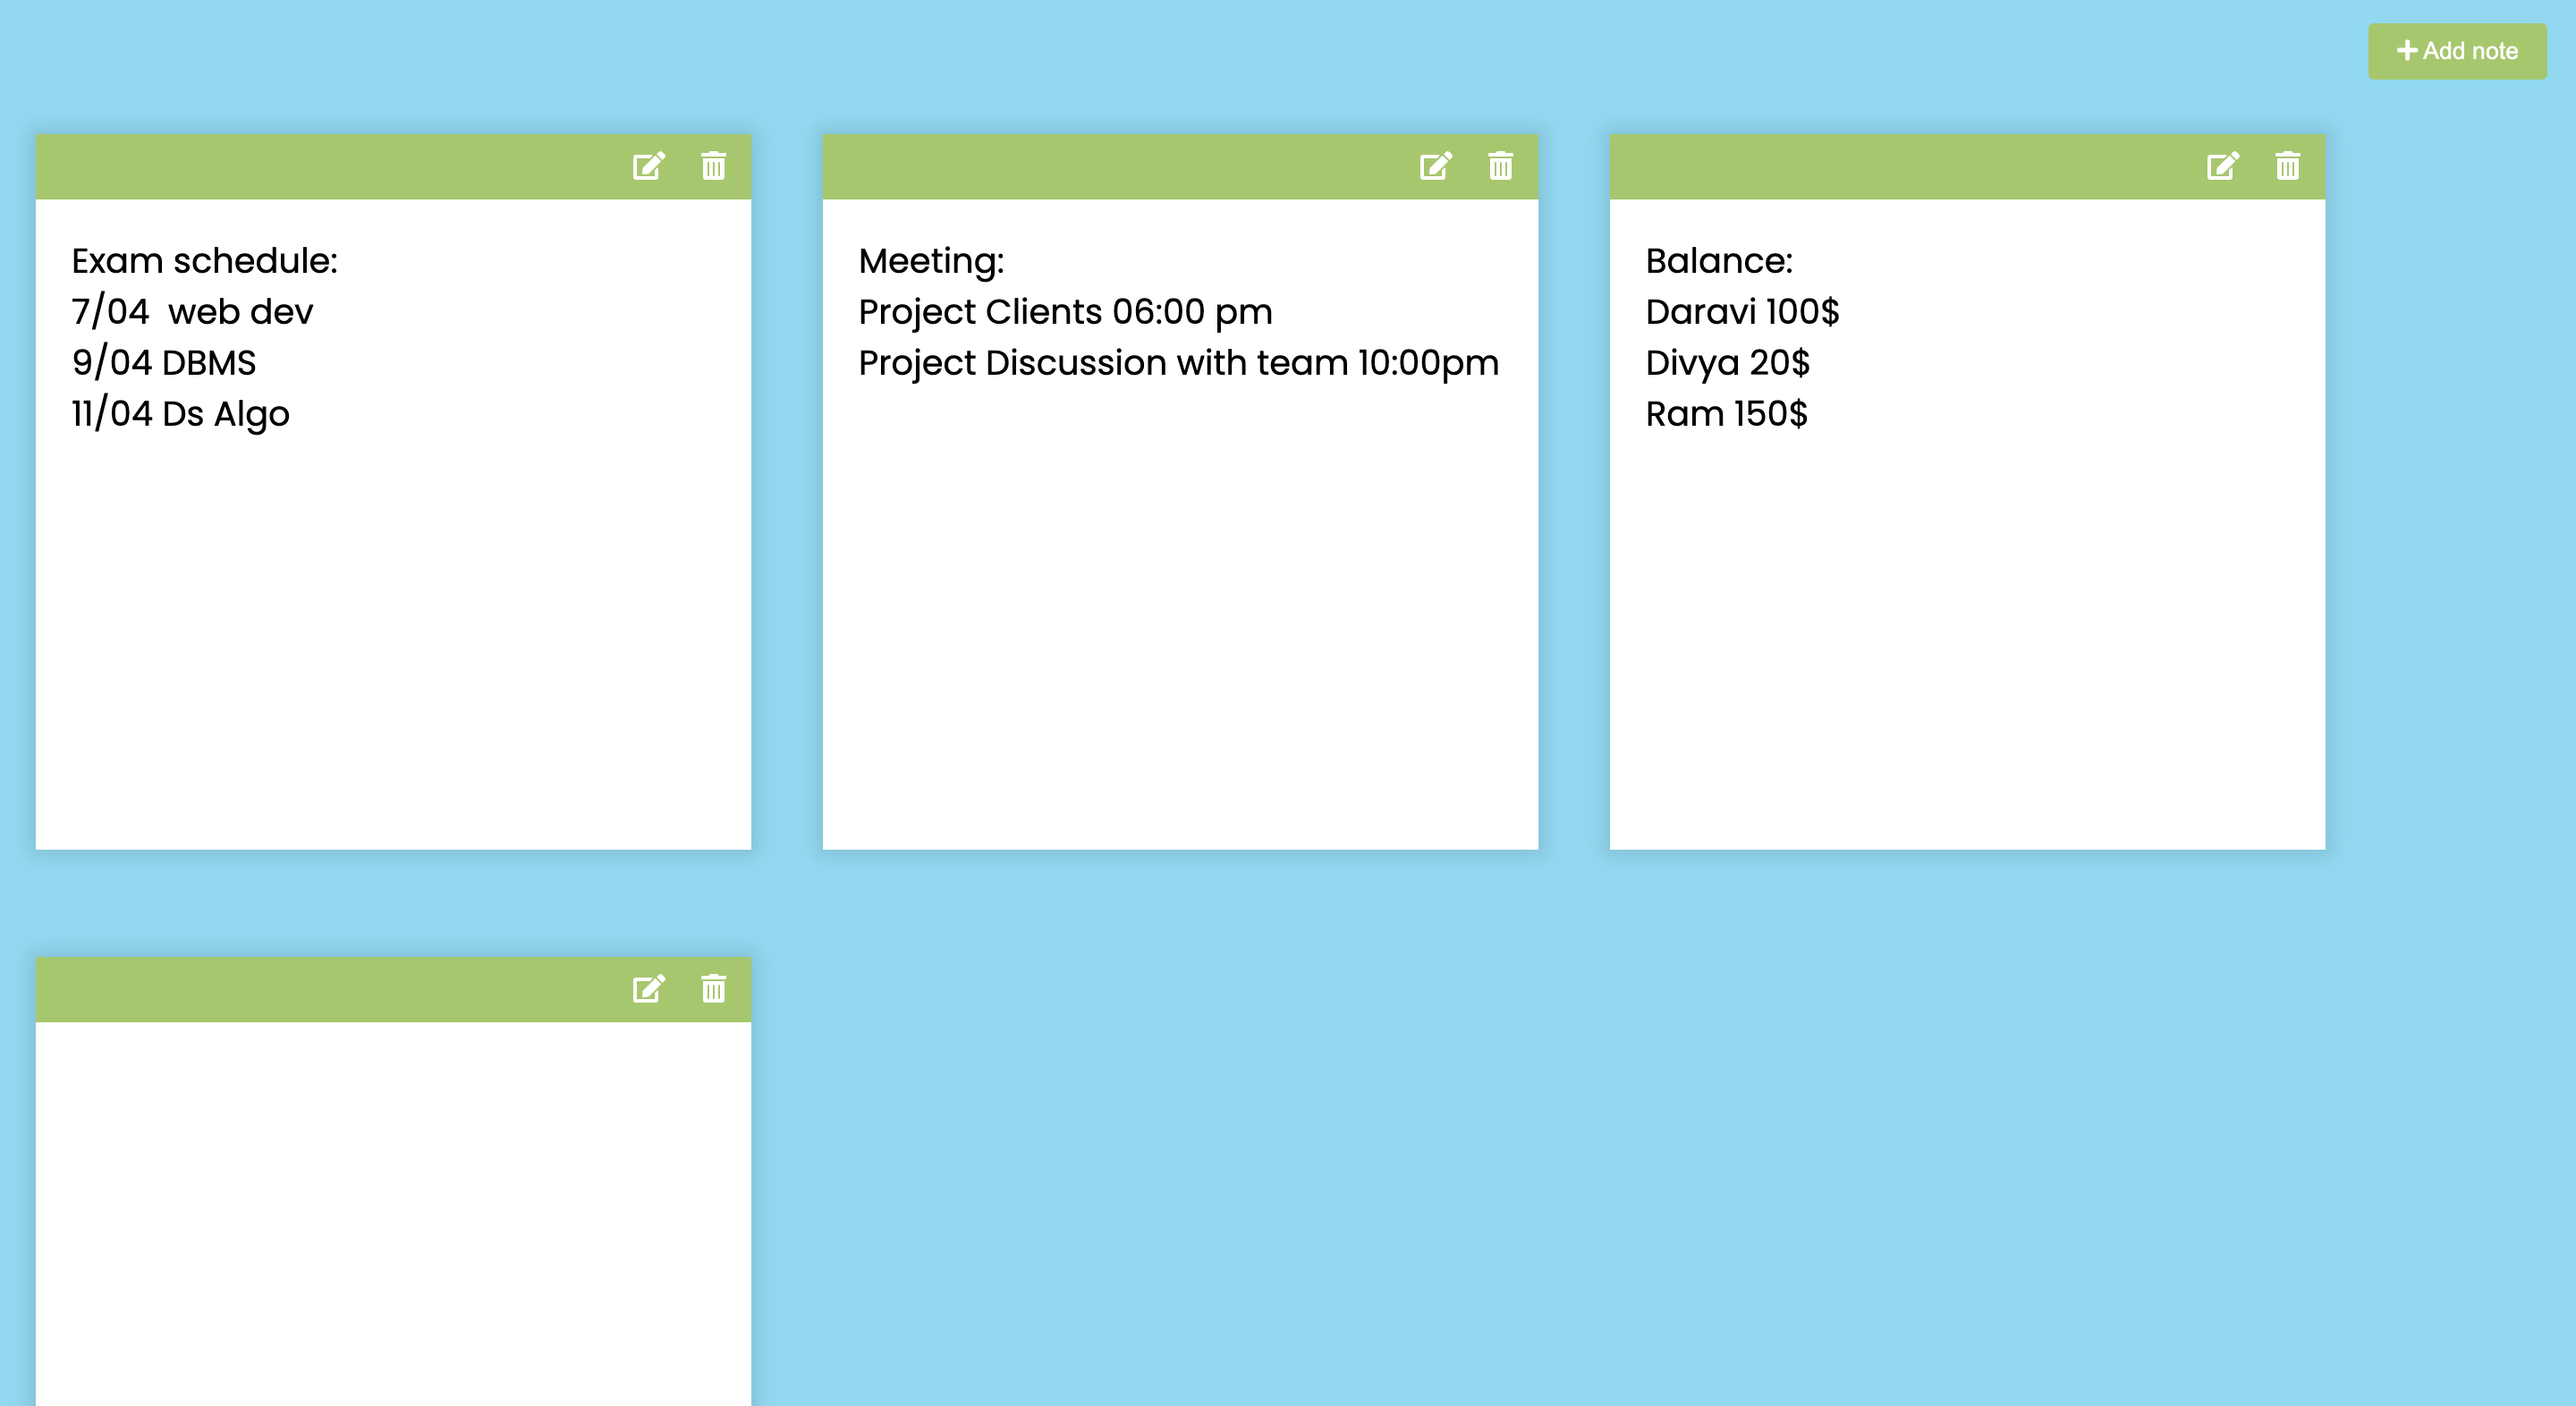 Add note
Exam schedule:
7/04  web dev
9/04 DBMS
11/04 Ds Algo
Meeting:
Project Clients 06:00 pm
Project Discussion with team 10:00pm
Balance:
Daravi 100$
Divya 20$
Ram 150$